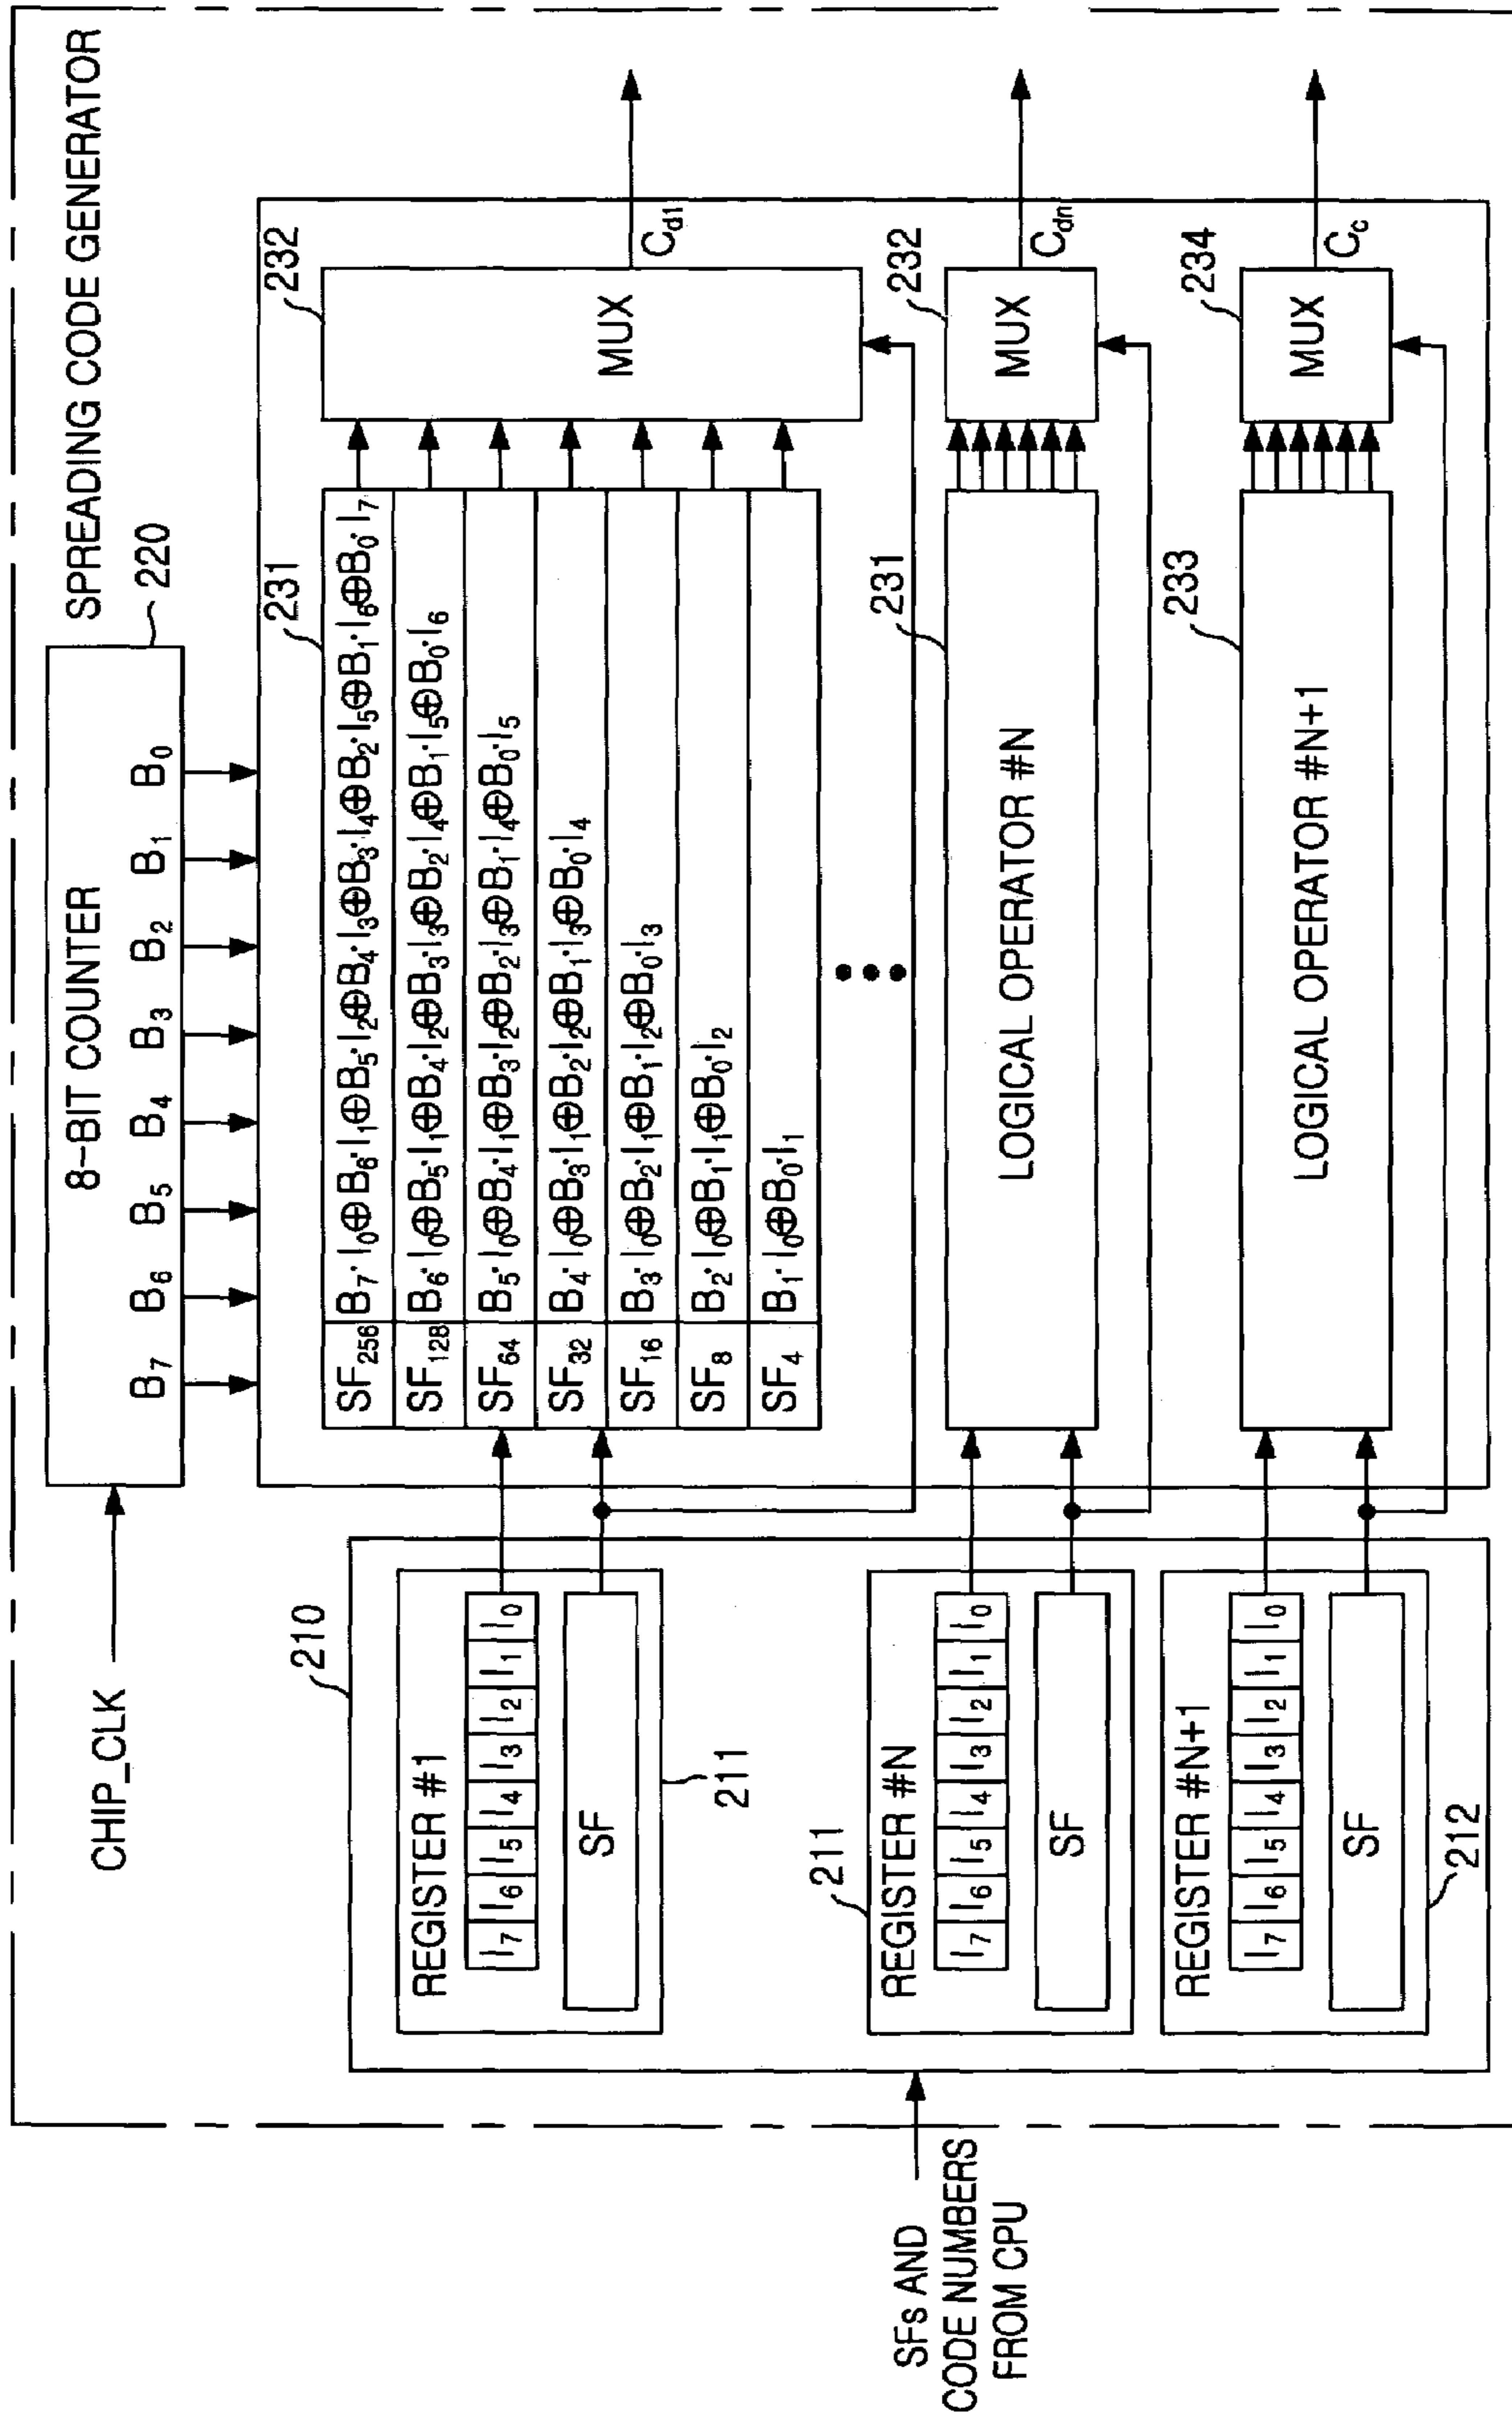 SPREADING CODE GENERATOR
CHIP_CLK
8-BIT COUNTER
220
B₇ B₆ B₅ B₄ B₃ B₂ B₁ B₀
210
REGISTER #1
I₇ I₆ I₅ I₄ I₃ I₂ I₁ I₀
SF
211
231
SF₂₅₆ B₇·I₀⊕B₆·I₁⊕B₅·I₂⊕B₄·I₃⊕B₃·I₄⊕B₂·I₅⊕B₁·I₆⊕B₀·I₇
SF₁₂₈ B₆·I₀⊕B₅·I₁⊕B₄·I₂⊕B₃·I₃⊕B₂·I₄⊕B₁·I₅⊕B₀·I₆
SF₆₄ B₅·I₀⊕B₄·I₁⊕B₃·I₂⊕B₂·I₃⊕B₁·I₄⊕B₀·I₅
SF₃₂ B₄·I₀⊕B₃·I₁⊕B₂·I₂⊕B₁·I₃⊕B₀·I₄
SF₁₆ B₃·I₀⊕B₂·I₁⊕B₁·I₂⊕B₀·I₃
SF₈ B₂·I₀⊕B₁·I₁⊕B₀·I₂
SF₄ B₁·I₀⊕B₀·I₁
232
MUX
C_d1
SFs AND
CODE NUMBERS
FROM CPU
211
REGISTER #N
I₇ I₆ I₅ I₄ I₃ I₂ I₁ I₀
SF
231
LOGICAL OPERATOR #N
232
MUX
C_dn
REGISTER #N+1
I₇ I₆ I₅ I₄ I₃ I₂ I₁ I₀
SF
212
233
LOGICAL OPERATOR #N+1
234
MUX
C_c